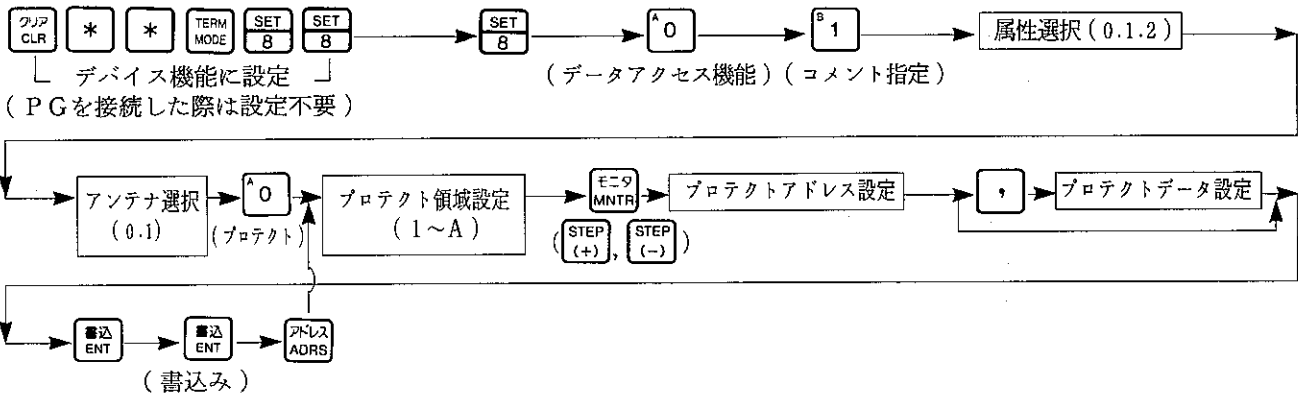 クリア CLR * * TERM MODE SET 8 SET 8 SET 8 A 0 B 1 属性選択(0.1.2)
デバイス機能に設定 (データアクセス機能)(コメント指定)
(PGを接続した際は設定不要)
アンテナ選択 (0.1) A 0 (プロテクト) プロテクト領域設定 (1～A) モニタ MNTR プロテクトアドレス設定 , プロテクトデータ設定
(STEP (+), STEP (-))
書込 ENT 書込 ENT アドレス ADRS
(書込み)